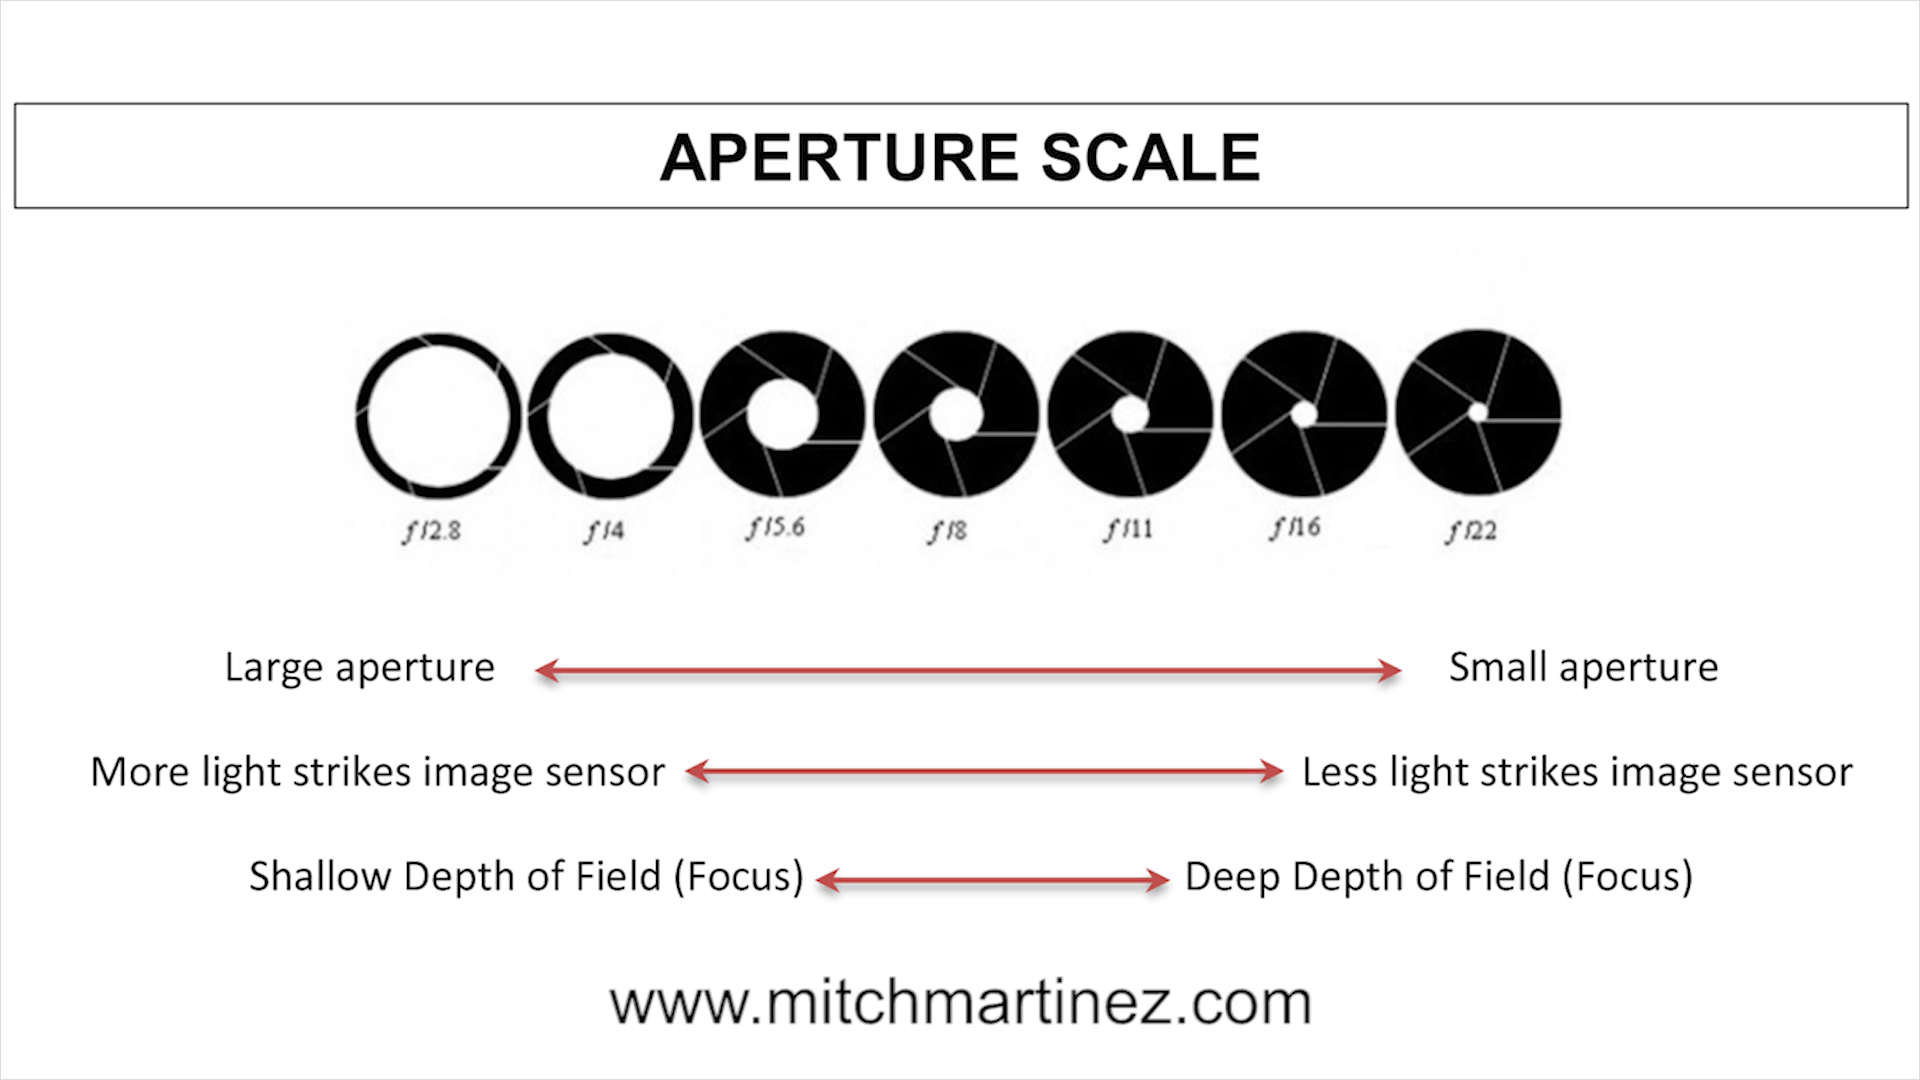 APERTURE SCALE
f/2.8 f/4 f/5.6 f/8 f/11 f/16 f/22
Large aperture Small aperture
More light strikes image sensor Less light strikes image sensor
Shallow Depth of Field (Focus) Deep Depth of Field (Focus)
www.mitchmartinez.com